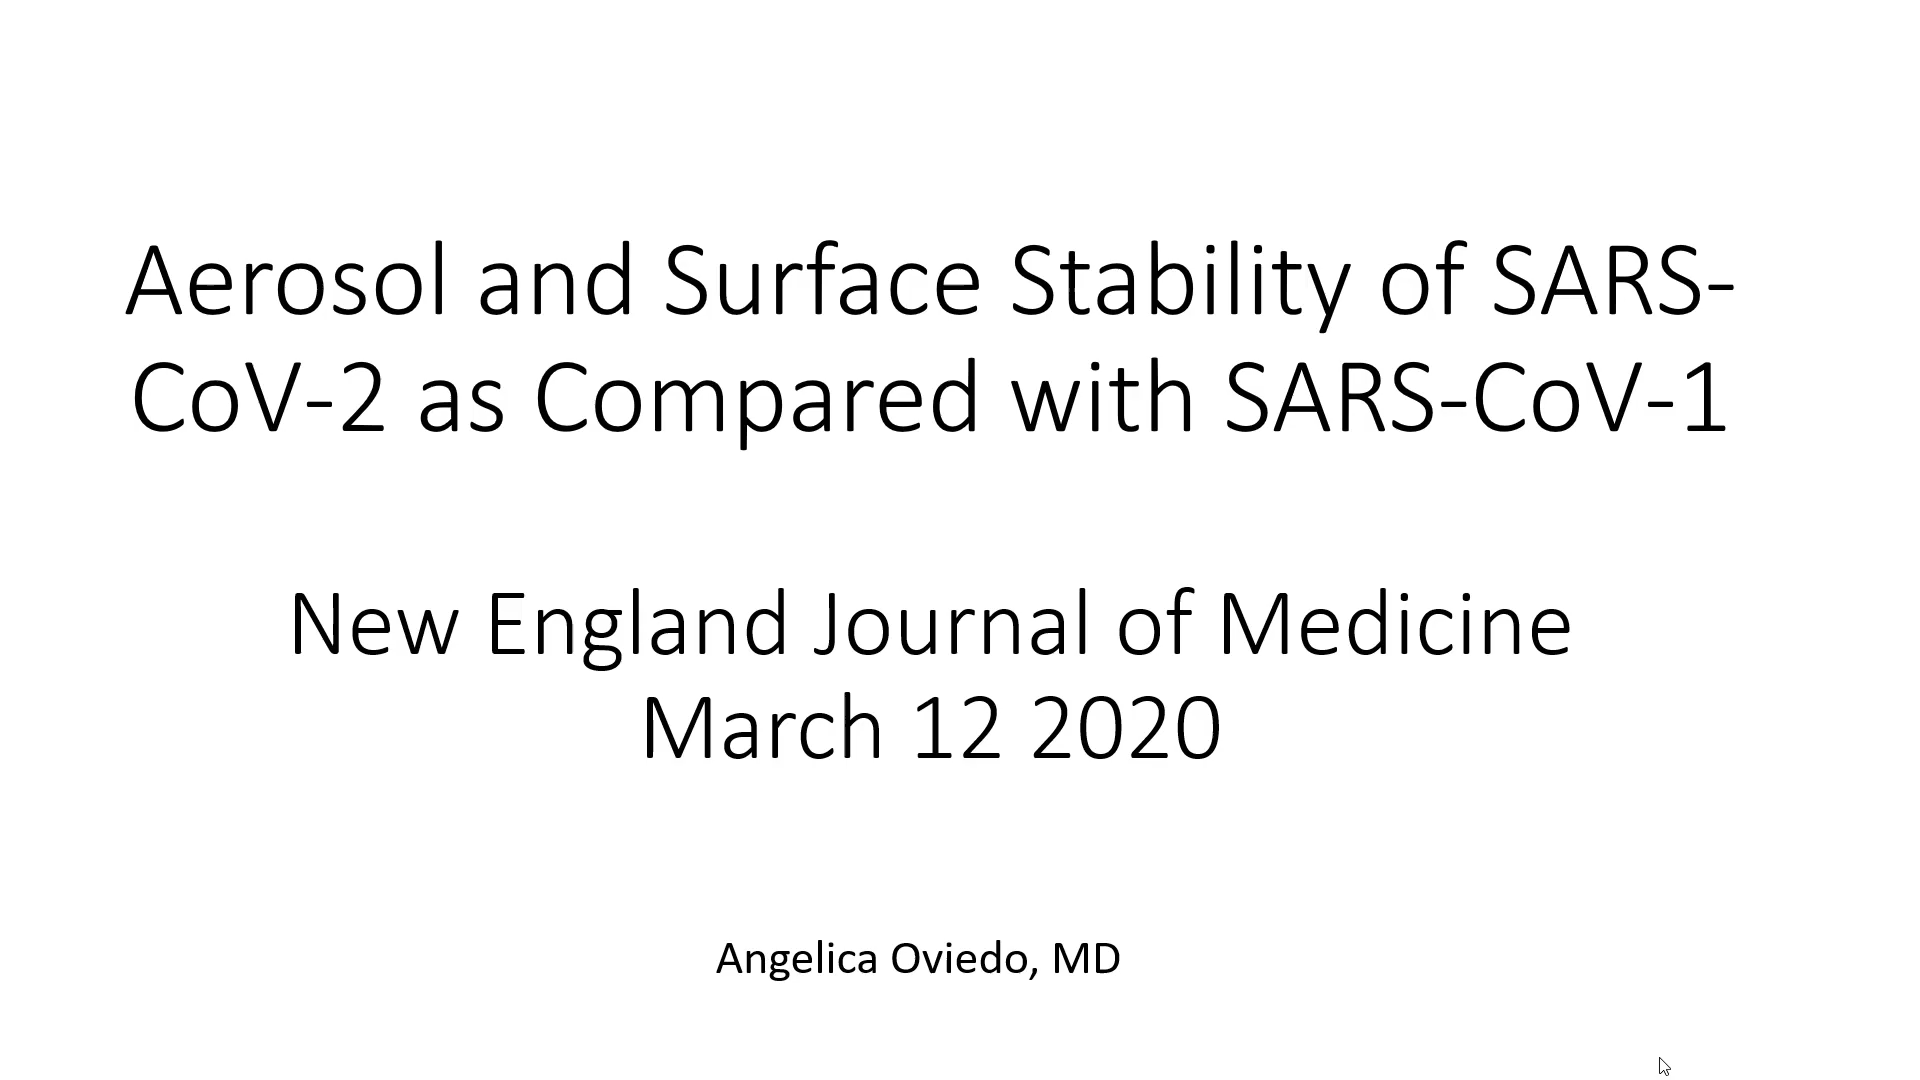 Aerosol and Surface Stability of SARS-
CoV-2 as Compared with SARS-CoV-1
New England Journal of Medicine
March 12 2020
Angelica Oviedo, MD